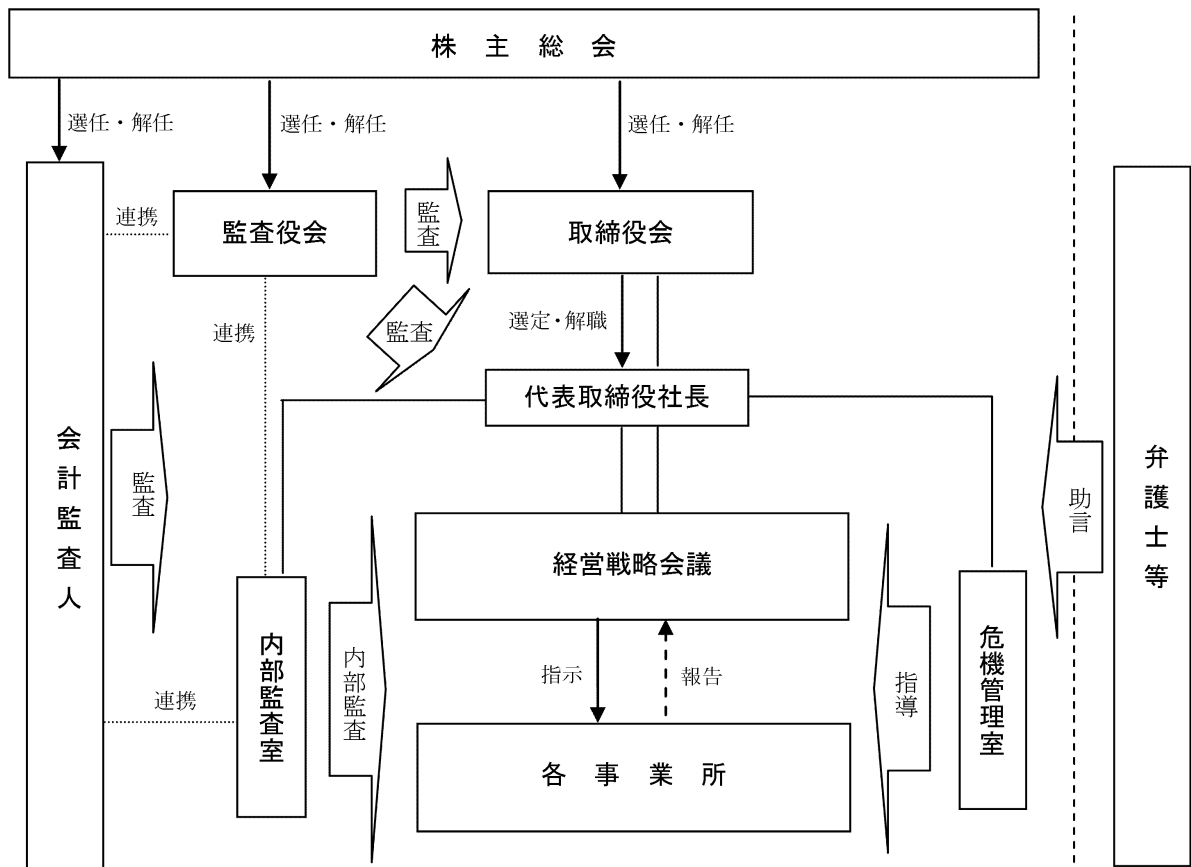 株主総会
選任・解任
選任・解任
選任・解任
連携
監査役会
監査
取締役会
連携
監査
選定・解職
代表取締役社長
会計監査人
監査
助言
弁護士等
経営戦略会議
内部監査室
内部監査
指示
報告
指導
危機管理室
連携
各事業所